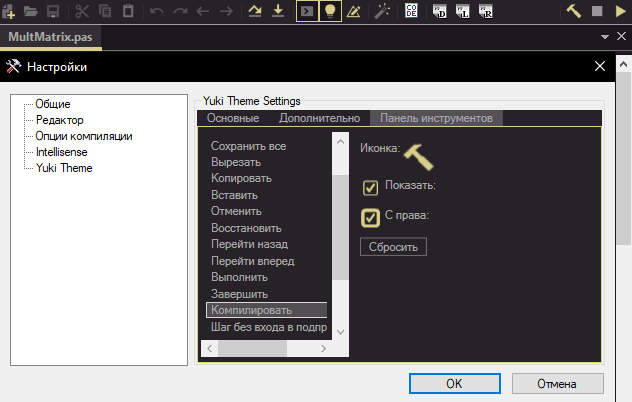 CO
DE
D
L
R
MultMatrix.pas
Настройки
Общие
Редактор
Опции компиляции
Intellisense
Yuki Theme
Yuki Theme Settings
Основные
Дополнительно
Панель инструментов
Сохранить все
Вырезать
Копировать
Вставить
Отменить
Восстановить
Перейти назад
Перейти вперед
Выполнить
Завершить
Компилировать
Шаг без входа в подпр
Иконка:
Показать:
С права:
Сбросить
OK
Отмена